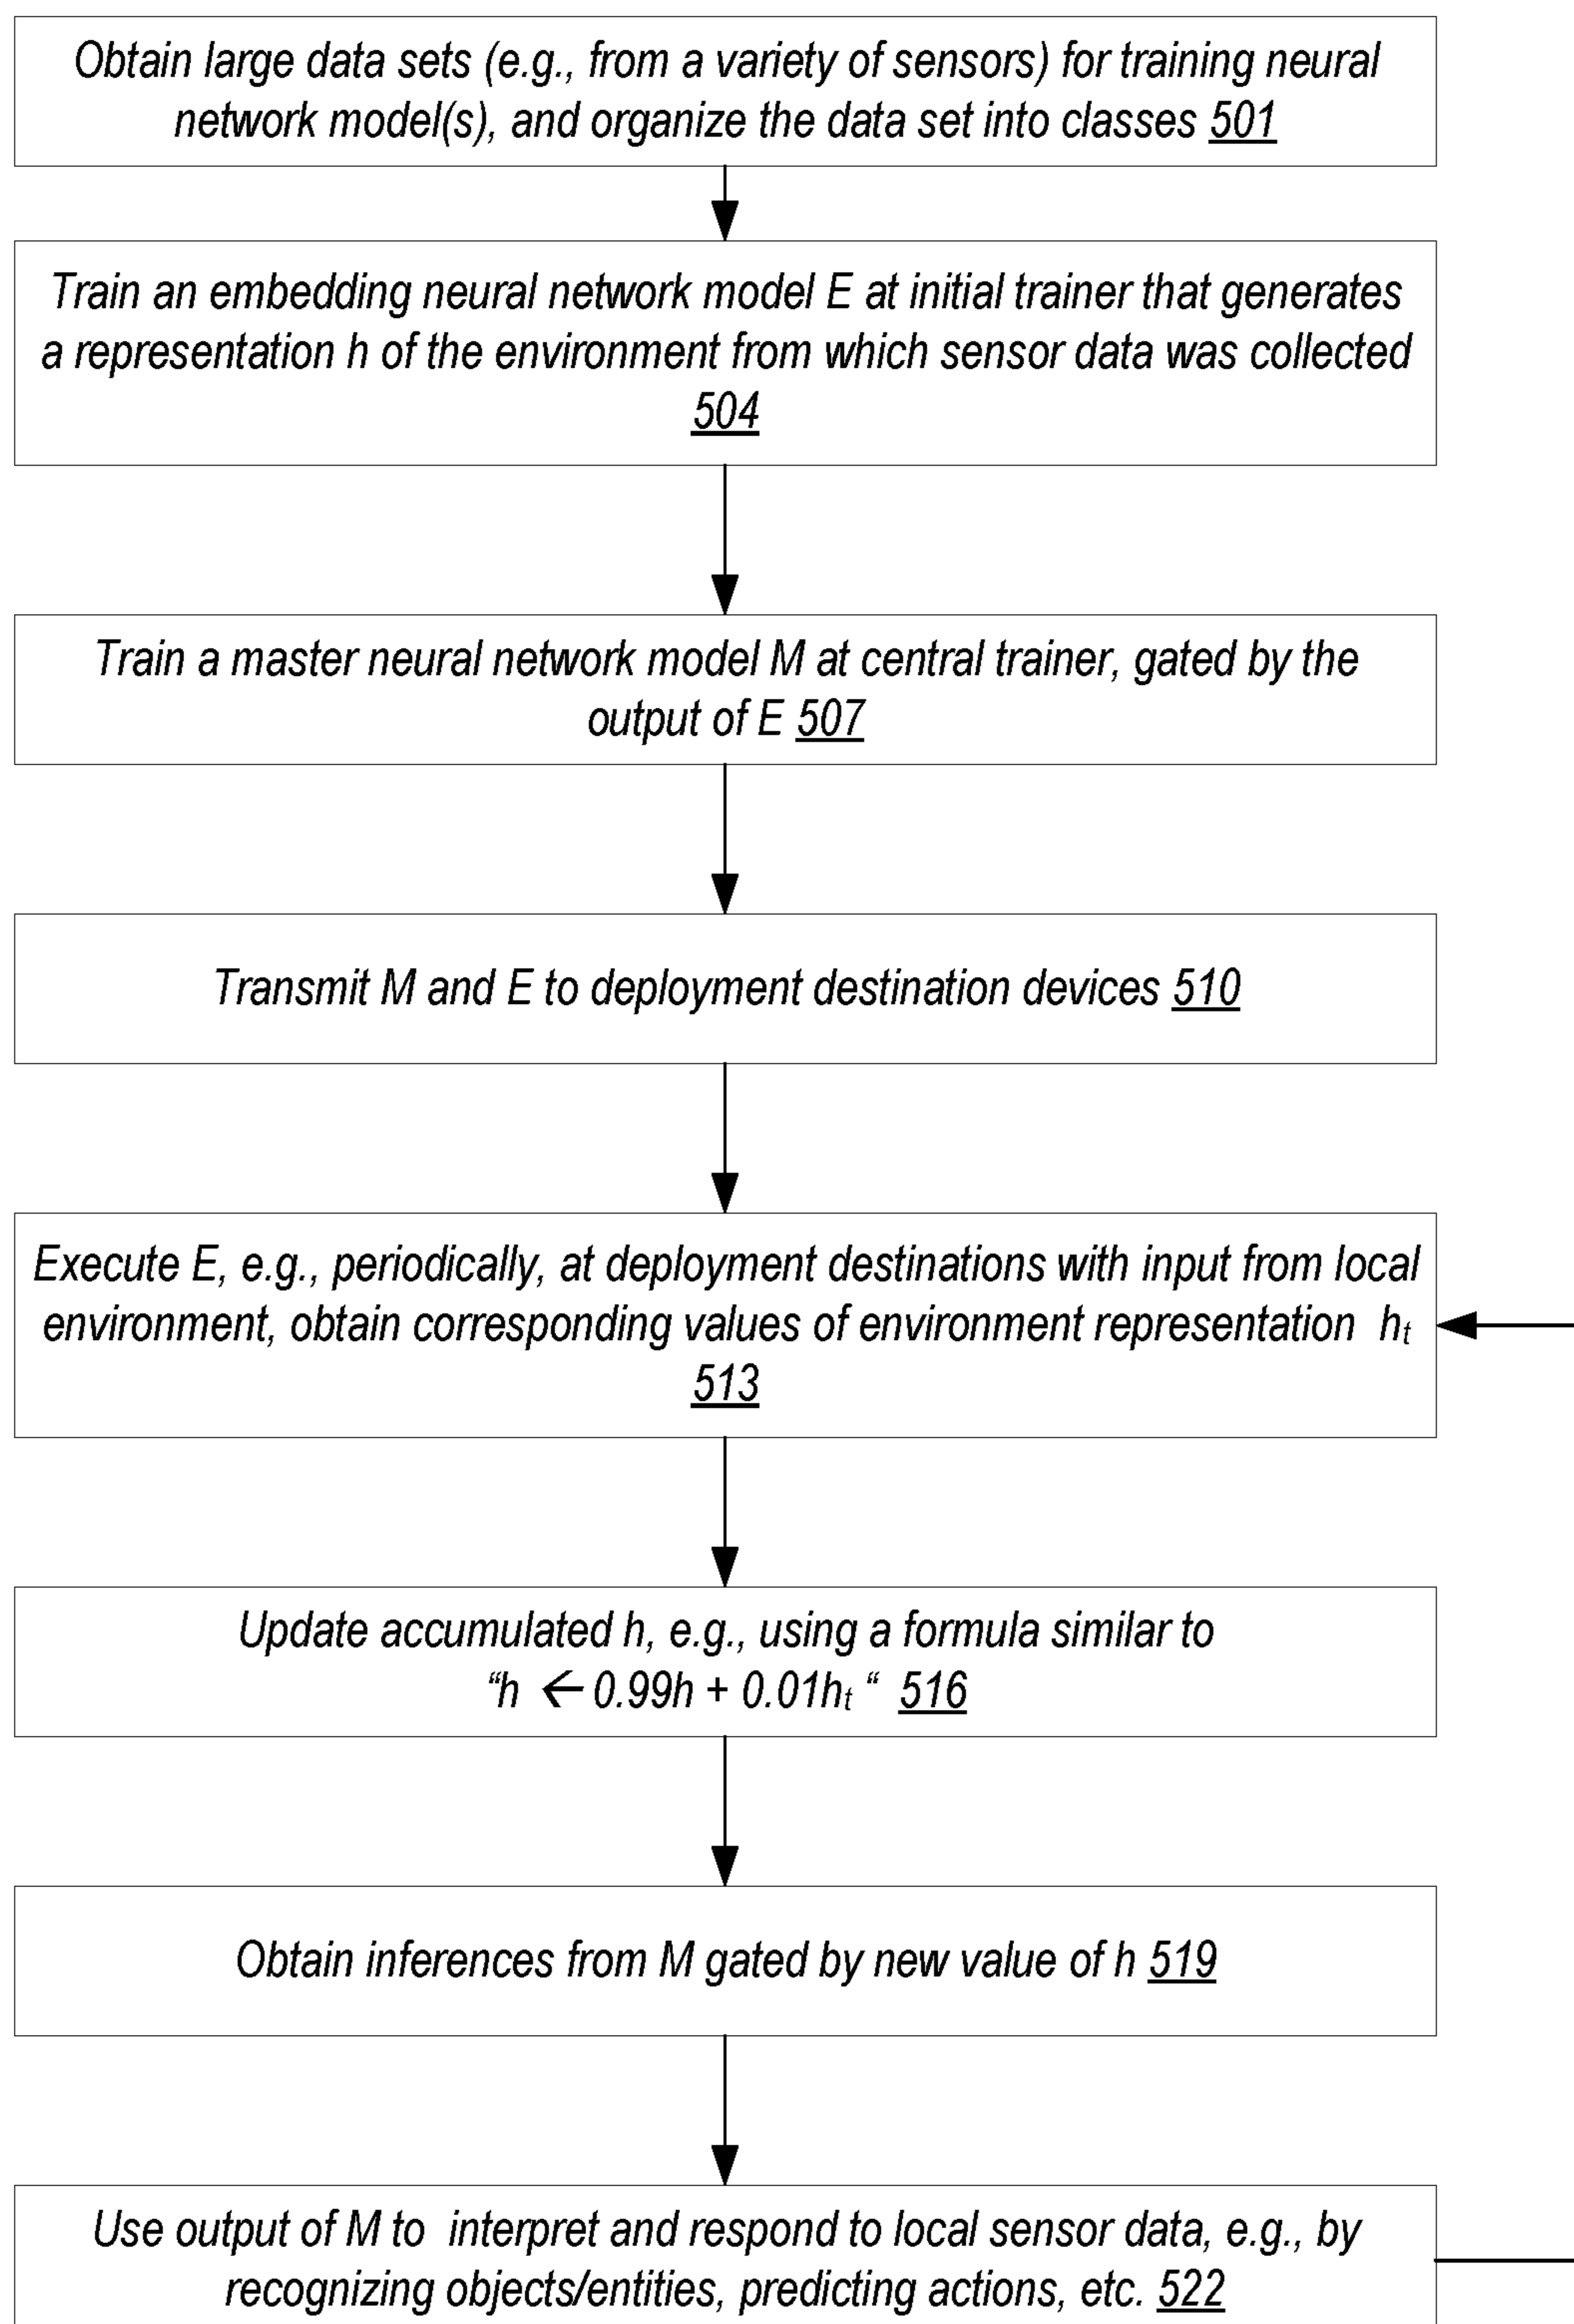 Obtain large data sets (e.g., from a variety of sensors) for training neural
network model(s), and organize the data set into classes 501
Train an embedding neural network model E at initial trainer that generates
a representation h of the environment from which sensor data was collected
504
Train a master neural network model M at central trainer, gated by the
output of E 507
Transmit M and E to deployment destination devices 510
Execute E, e.g., periodically, at deployment destinations with input from local
environment, obtain corresponding values of environment representation hₜ
513
Update accumulated h, e.g., using a formula similar to
“h ← 0.99h + 0.01hₜ “ 516
Obtain inferences from M gated by new value of h 519
Use output of M to interpret and respond to local sensor data, e.g., by
recognizing objects/entities, predicting actions, etc. 522